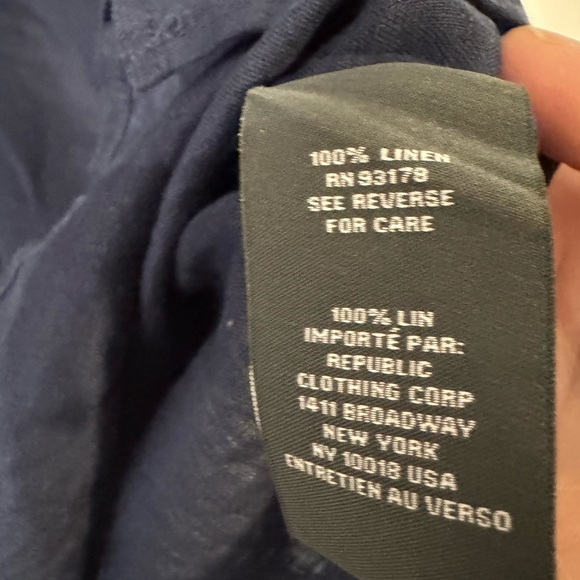 100% LINEN
RN 93178
SEE REVERSE
FOR CARE
100% LIN
IMPORTÉ PAR:
REPUBLIC
CLOTHING CORP
1411 BROADWAY
NEW YORK
NY 10018 USA
ENTRETIEN AU VERSO